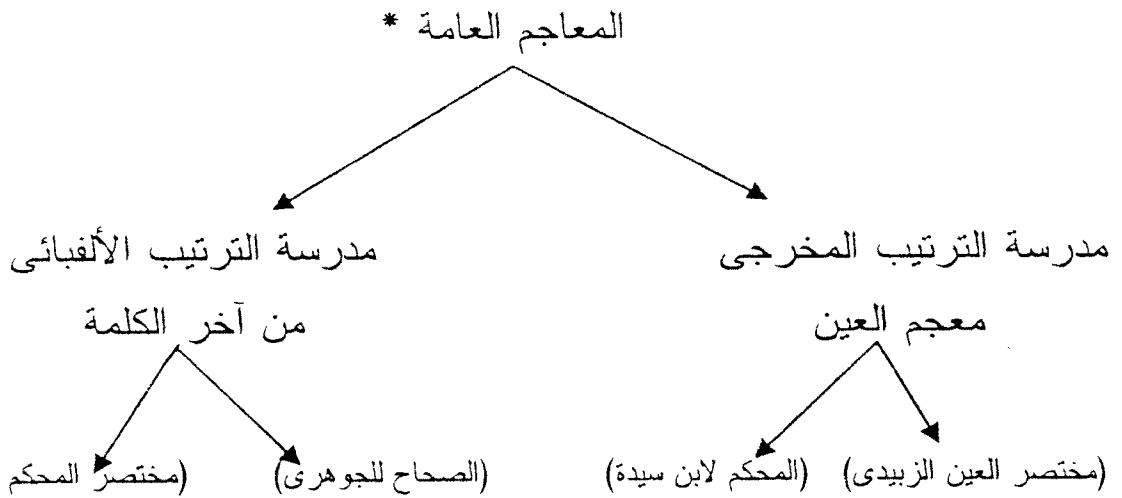 المعاجم العامة *
مدرسة الترتيب المخرجى
مدرسة الترتيب الألفبائى
معجم العين
من آخر الكلمة
(مختصر العين الزبيدى) (المحكم لابن سيدة) (الصحاح للجوهرى) (مختصر المحكم